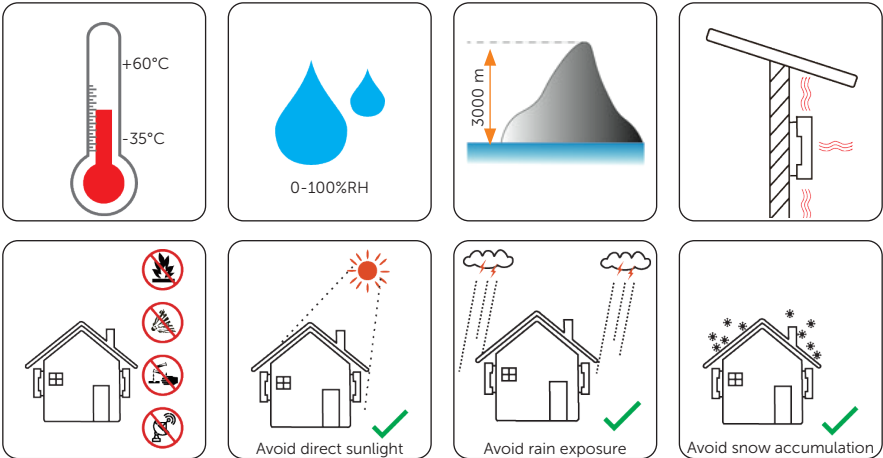 +60°C
-35°C
0-100%RH
3000 m
Avoid direct sunlight
Avoid rain exposure
Avoid snow accumulation